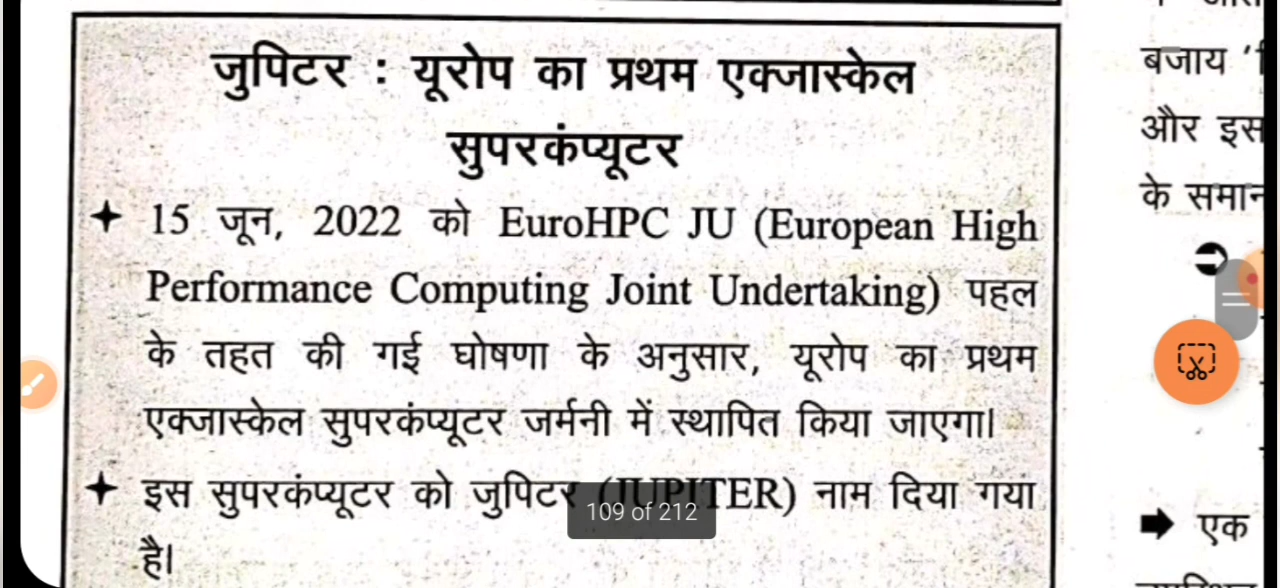 जुपिटर : यूरोप का प्रथम एक्जास्केल
सुपरकंप्यूटर
15 जून, 2022 को EuroHPC JU (European High
Performance Computing Joint Undertaking) पहल
के तहत की गई घोषणा के अनुसार, यूरोप का प्रथम
एक्जास्केल सुपरकंप्यूटर जर्मनी में स्थापित किया जाएगा।
इस सुपरकंप्यूटर को जुपिटर (JUPITER) नाम दिया गया
है।
109 of 212
बजाय
और इस
के समान
एक